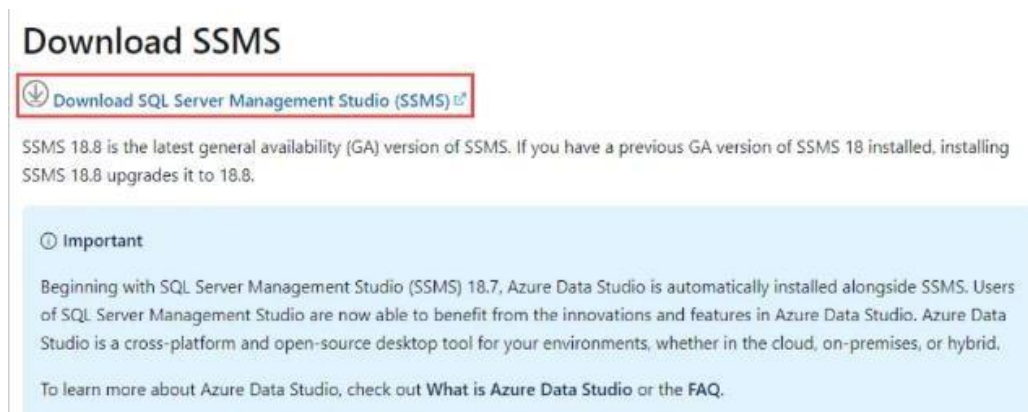 Download SSMS
Download SQL Server Management Studio (SSMS)
SSMS 18.8 is the latest general availability (GA) version of SSMS. If you have a previous GA version of SSMS 18 installed, installing
SSMS 18.8 upgrades it to 18.8.
Important
Beginning with SQL Server Management Studio (SSMS) 18.7, Azure Data Studio is automatically installed alongside SSMS. Users
of SQL Server Management Studio are now able to benefit from the innovations and features in Azure Data Studio. Azure Data
Studio is a cross-platform and open-source desktop tool for your environments, whether in the cloud, on-premises, or hybrid.
To learn more about Azure Data Studio, check out What is Azure Data Studio or the FAQ.